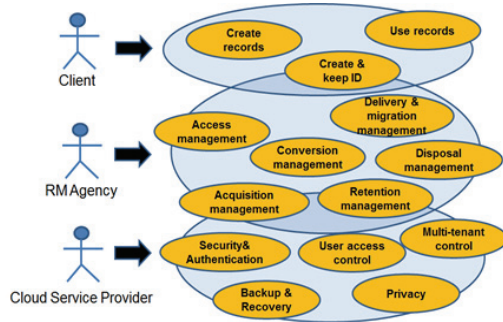 Create
records
Use records
Client
Create &
keep ID
Delivery &
migration
management
Access
management
Conversion
management
Disposal
management
RM Agency
Acquisition
management
Retention
management
Multi-tenant
control
Security&
Authentication
User access
control
Cloud Service Provider
Backup &
Recovery
Privacy